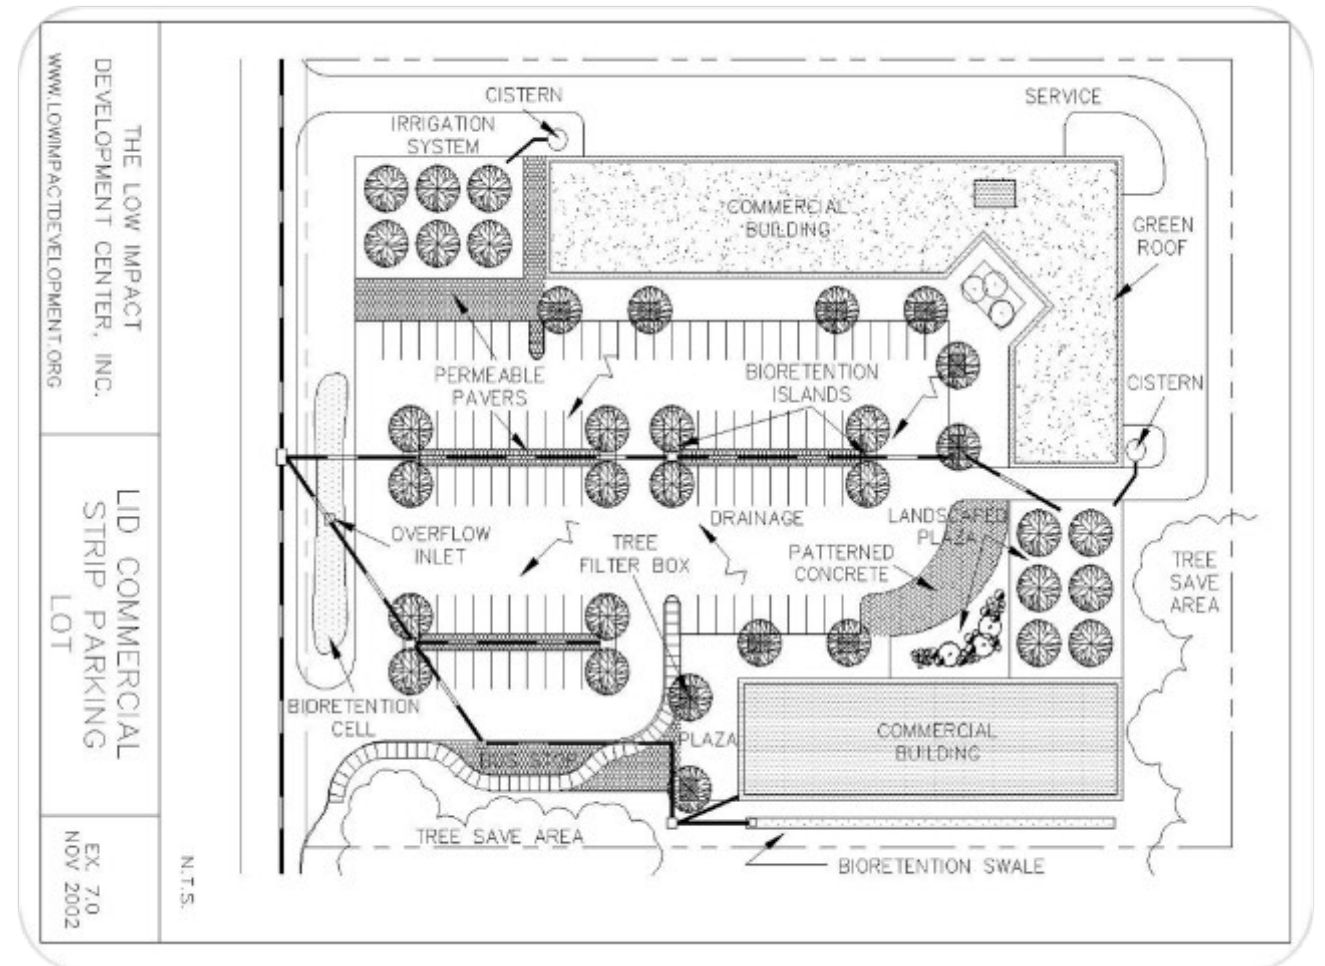 THE LOW IMPACT
DEVELOPMENT CENTER, INC.
WWW.LOWIMPACTDEVELOPMENT.ORG
LID COMMERCIAL
STRIP PARKING
LOT
EX. 7.0
NOV 2002
N.T.S.
CISTERN
IRRIGATION
SYSTEM
SERVICE
COMMERCIAL
BUILDING
GREEN
ROOF
PERMEABLE
PAVERS
BIORETENTION
ISLANDS
CISTERN
OVERFLOW
INLET
TREE
FILTER BOX
DRAINAGE
PATTERNED
CONCRETE
LANDSCAPED
PLAZA
TREE
SAVE
AREA
BIORETENTION
CELL
BUS STOP
PLAZA
COMMERCIAL
BUILDING
TREE SAVE AREA
BIORETENTION SWALE